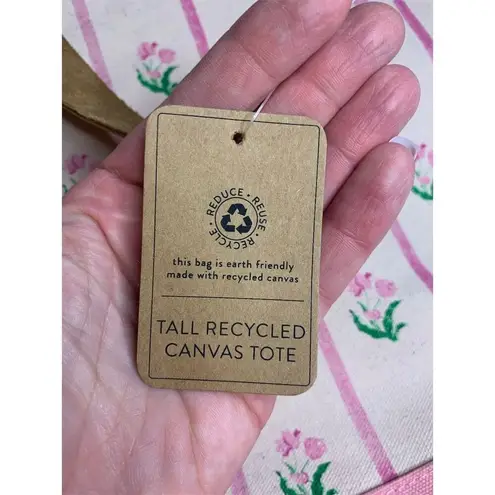 REDUCE • REUSE • RECYCLE •
this bag is earth friendly
made with recycled canvas
TALL RECYCLED
CANVAS TOTE